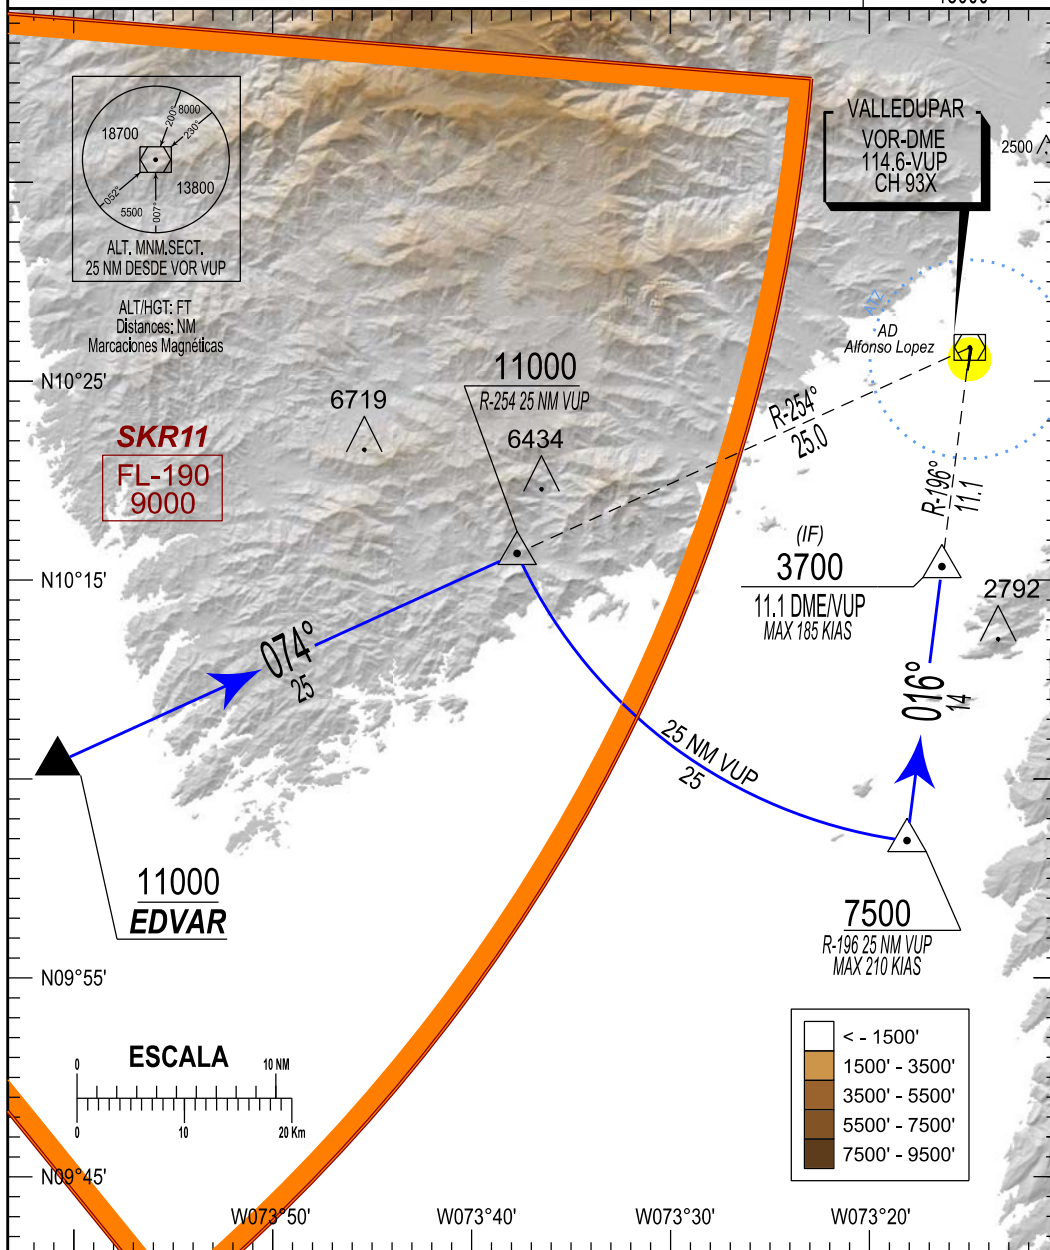 18700
200°
8000
230°
13800
052°
5500
007°
ALT. MNM.SECT.
25 NM DESDE VOR VUP
ALT/HGT: FT
Distances: NM
Marcaciones Magnéticas
VALLEDUPAR
VOR-DME
114.6-VUP
CH 93X
2500
AD
Alfonso Lopez
N10°25'
SKR11
FL-190
9000
6719
11000
R-254 25 NM VUP
6434
R-254°
25.0
R-196°
11.1
(IF)
3700
11.1 DME/VUP
MAX 185 KIAS
2792
N10°15'
074°
25
016°
14
25 NM VUP
25
11000
EDVAR
7500
R-196 25 NM VUP
MAX 210 KIAS
N09°55'
ESCALA
0 10 NM
0 10 20 Km
< - 1500'
1500' - 3500'
3500' - 5500'
5500' - 7500'
7500' - 9500'
N09°45'
W073°50' W073°40' W073°30' W073°20'